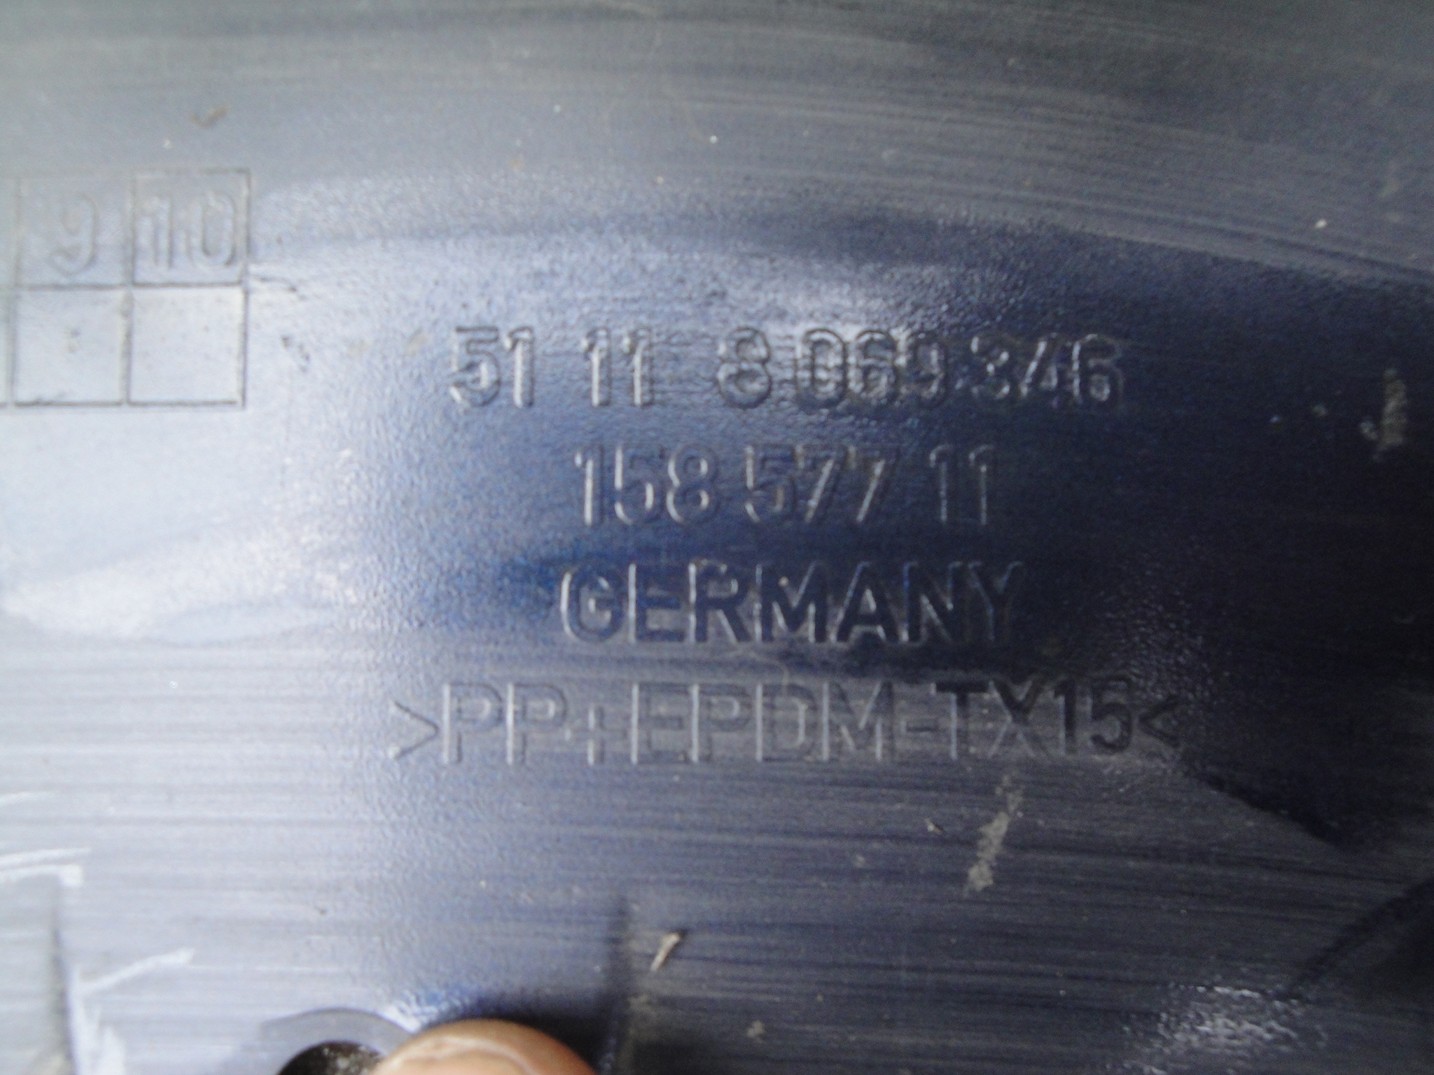 9 10
51 11 8 069 346
158 577 11
GERMANY
>PP+EPDM-TX15<